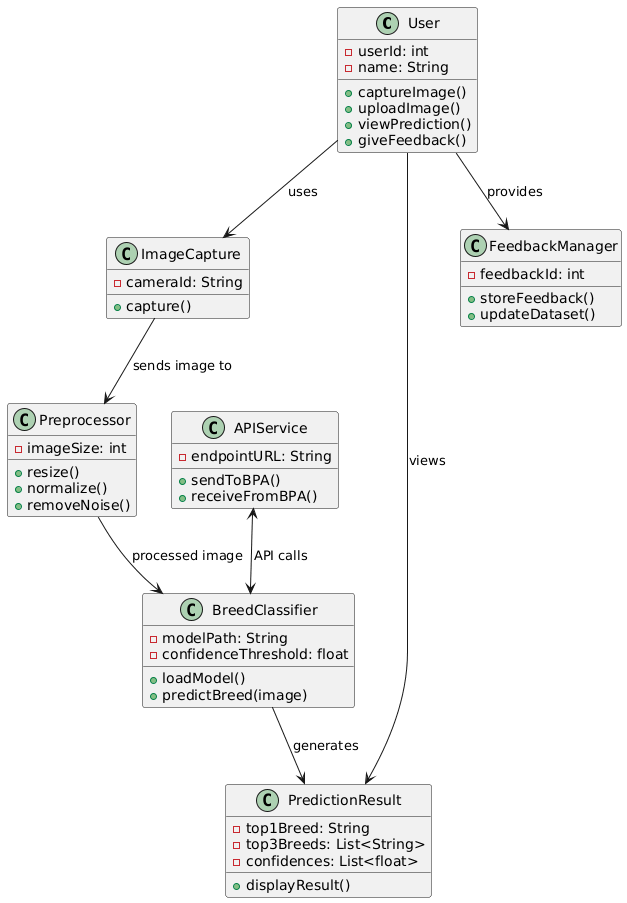 C User
userId: int
name: String
captureImage()
uploadImage()
viewPrediction()
giveFeedback()
uses
provides
C ImageCapture
cameraId: String
capture()
C FeedbackManager
feedbackId: int
storeFeedback()
updateDataset()
sends image to
C Preprocessor
imageSize: int
resize()
normalize()
removeNoise()
C APIService
endpointURL: String
sendToBPA()
receiveFromBPA()
views
processed image
API calls
C BreedClassifier
modelPath: String
confidenceThreshold: float
loadModel()
predictBreed(image)
generates
C PredictionResult
top1Breed: String
top3Breeds: List<String>
confidences: List<float>
displayResult()